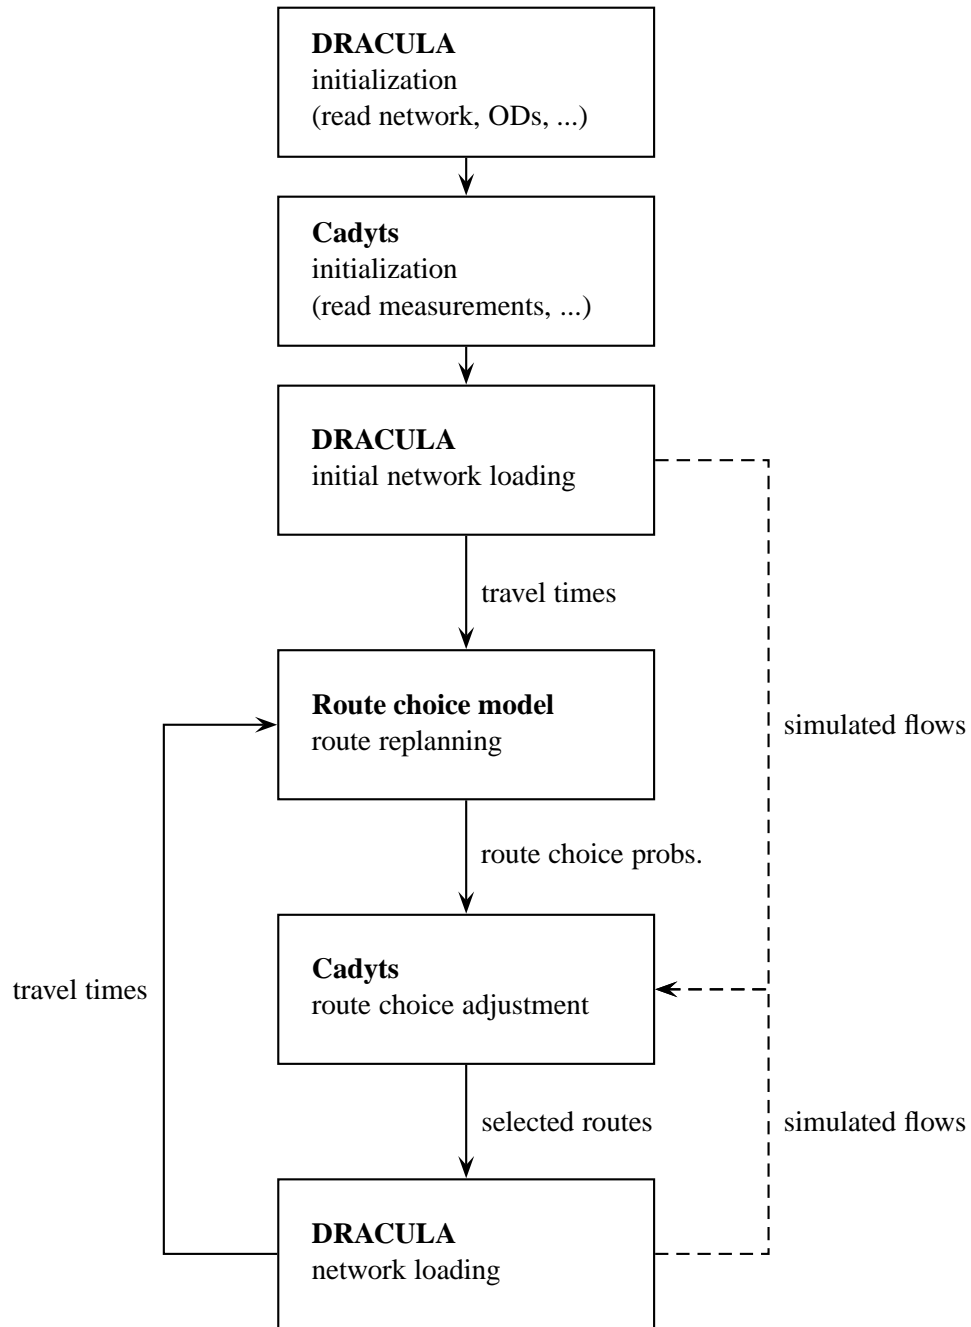 DRACULA
initialization
(read network, ODs, ...)
Cadyts
initialization
(read measurements, ...)
DRACULA
initial network loading
travel times
Route choice model
route replanning
simulated flows
route choice probs.
Cadyts
route choice adjustment
travel times
selected routes
simulated flows
DRACULA
network loading